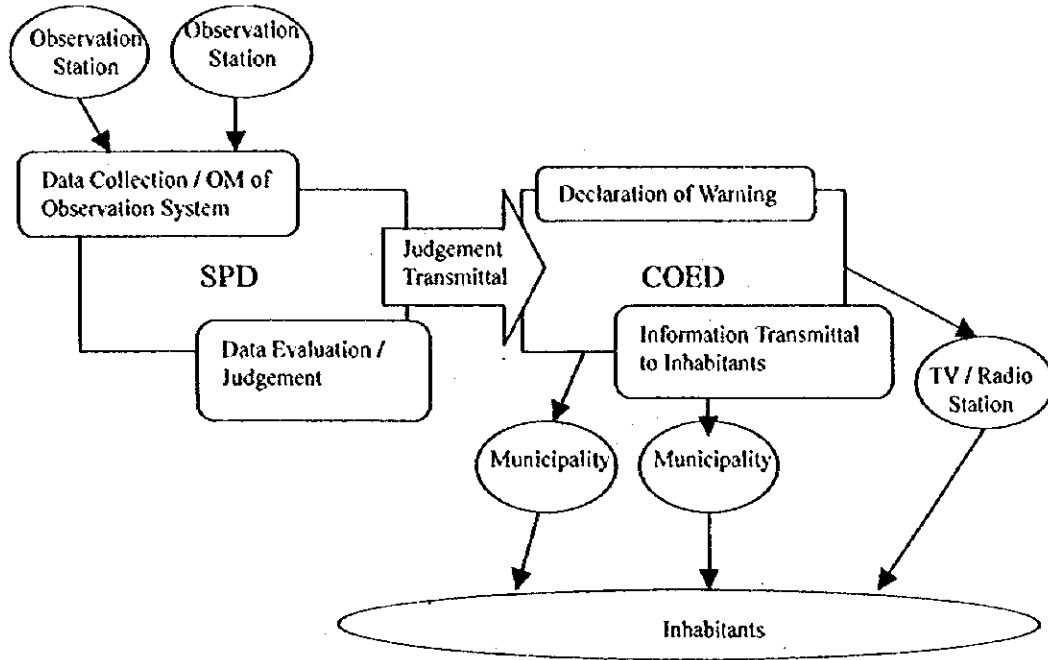 Observation
Station
Observation
Station
Data Collection / OM of
Observation System
SPD
Data Evaluation /
Judgement
Judgement
Transmittal
Declaration of Warning
COED
Information Transmittal
to Inhabitants
TV / Radio
Station
Municipality
Municipality
Inhabitants